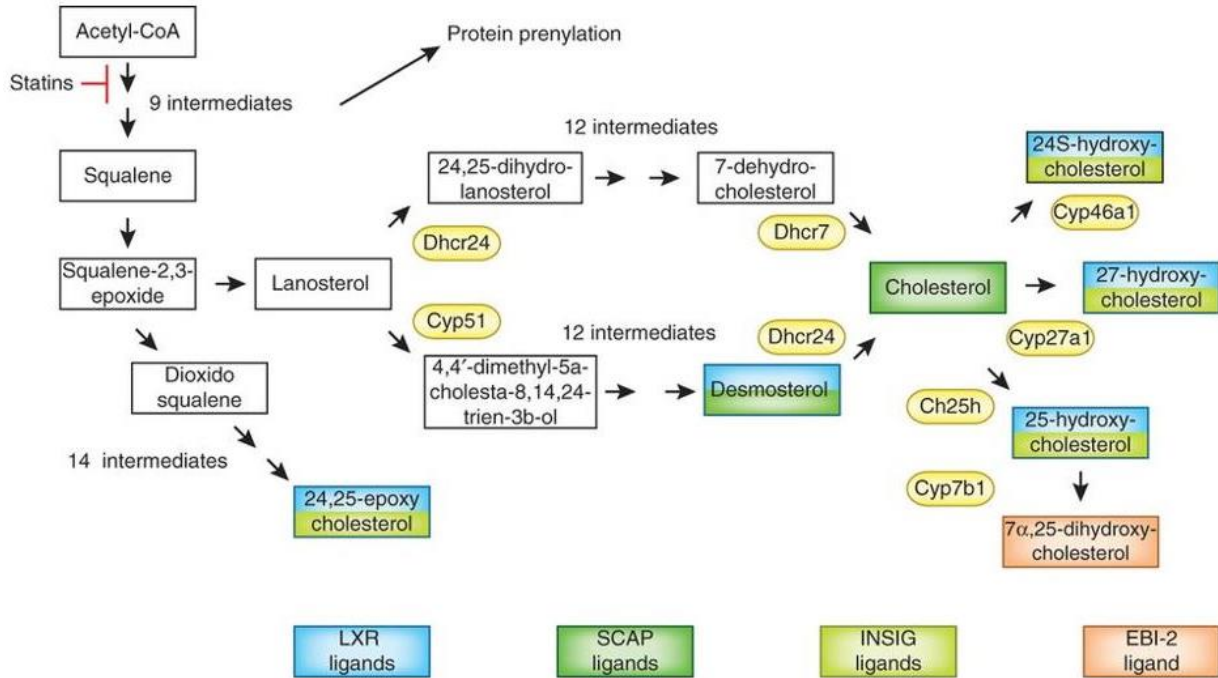 Acetyl-CoA
Statins
9 intermediates
Protein prenylation
Squalene
Squalene-2,3-
epoxide
Lanosterol
Dioxido
squalene
14 intermediates
24,25-epoxy
cholesterol
Dhcr24
24,25-dihydro-
lanosterol
12 intermediates
7-dehydro-
cholesterol
Dhcr7
Cyp51
4,4′-dimethyl-5a-
cholesta-8,14,24-
trien-3b-ol
12 intermediates
Desmosterol
Dhcr24
Cholesterol
24S-hydroxy-
cholesterol
Cyp46a1
27-hydroxy-
cholesterol
Cyp27a1
Ch25h
25-hydroxy-
cholesterol
Cyp7b1
7α,25-dihydroxy-
cholesterol
LXR
ligands
SCAP
ligands
INSIG
ligands
EBI-2
ligand